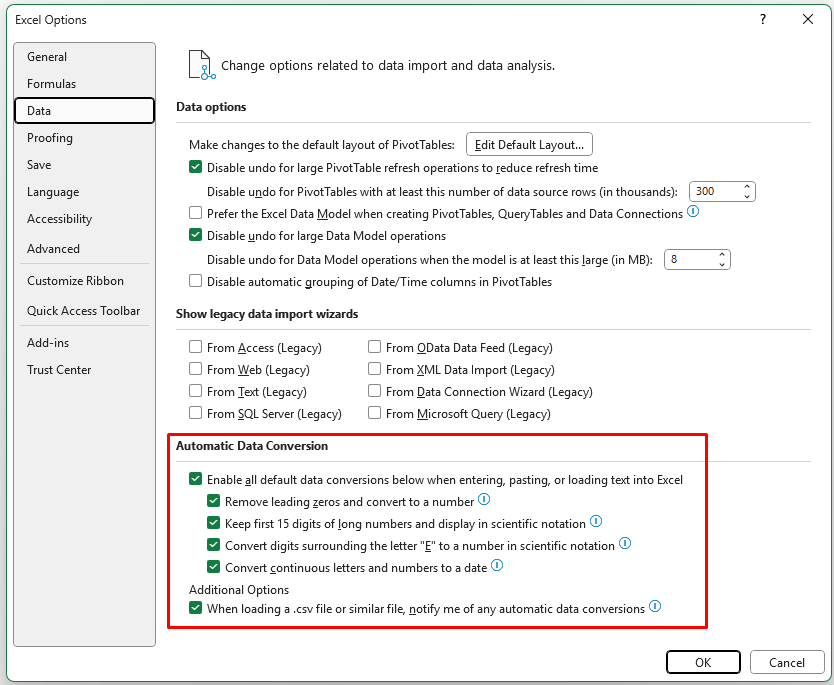 Excel Options
?
General
Formulas
Data
Proofing
Save
Language
Accessibility
Advanced
Customize Ribbon
Quick Access Toolbar
Add-ins
Trust Center
Change options related to data import and data analysis.
Data options
Make changes to the default layout of PivotTables: Edit Default Layout...
Disable undo for large PivotTable refresh operations to reduce refresh time
Disable undo for PivotTables with at least this number of data source rows (in thousands): 300
Prefer the Excel Data Model when creating PivotTables, QueryTables and Data Connections
Disable undo for large Data Model operations
Disable undo for Data Model operations when the model is at least this large (in MB): 8
Disable automatic grouping of Date/Time columns in PivotTables
Show legacy data import wizards
From Access (Legacy) From OData Data Feed (Legacy)
From Web (Legacy) From XML Data Import (Legacy)
From Text (Legacy) From Data Connection Wizard (Legacy)
From SQL Server (Legacy) From Microsoft Query (Legacy)
Automatic Data Conversion
Enable all default data conversions below when entering, pasting, or loading text into Excel
Remove leading zeros and convert to a number
Keep first 15 digits of long numbers and display in scientific notation
Convert digits surrounding the letter "E" to a number in scientific notation
Convert continuous letters and numbers to a date
Additional Options
When loading a .csv file or similar file, notify me of any automatic data conversions
OK Cancel